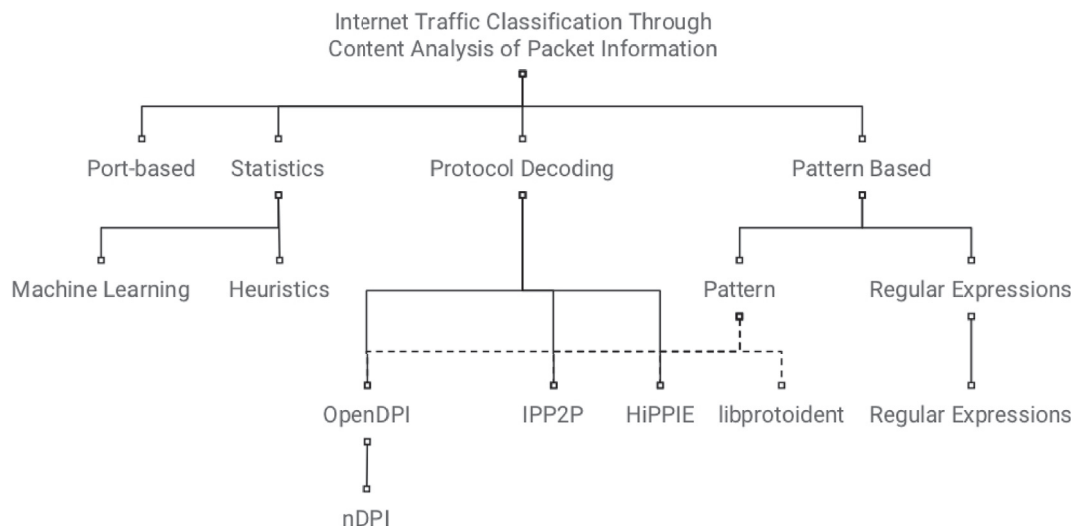 Internet Traffic Classification Through
Content Analysis of Packet Information
Port-based
Statistics
Protocol Decoding
Pattern Based
Machine Learning
Heuristics
Pattern
Regular Expressions
OpenDPI
IPP2P
HiPPIE
libprotoident
Regular Expressions
nDPI